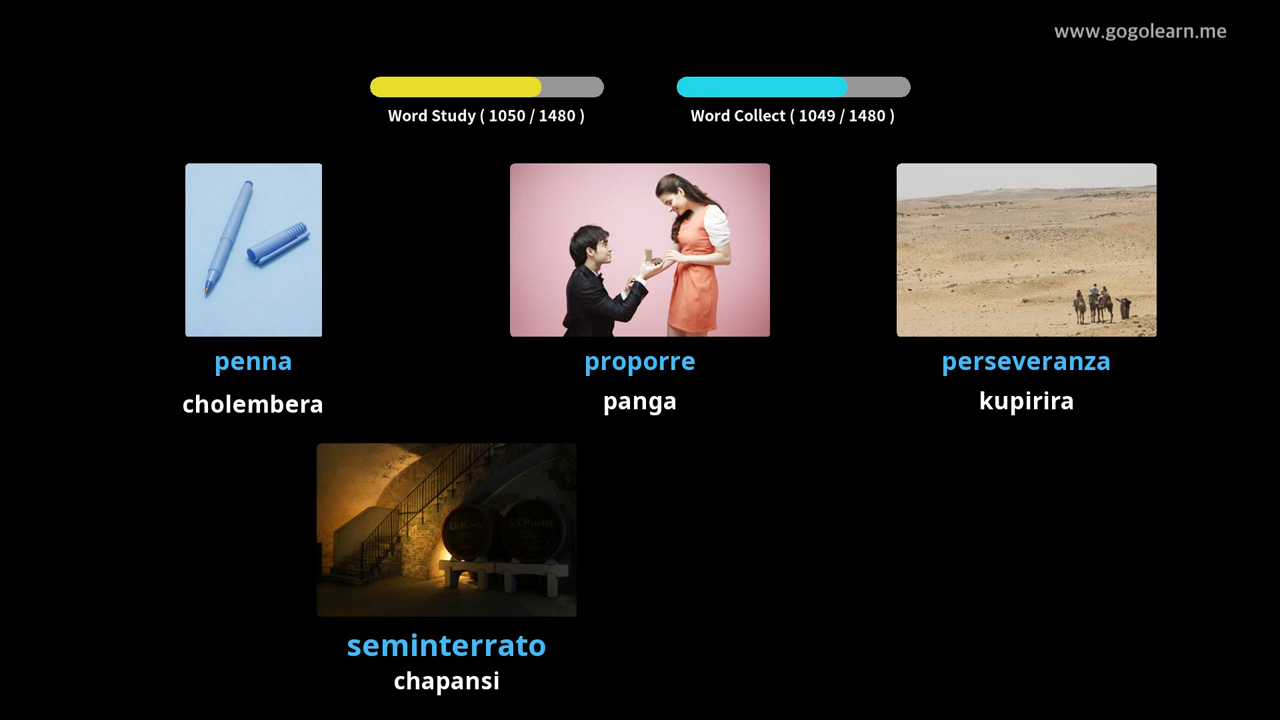 www.gogolearn.me
Word Study ( 1050 / 1480 )
Word Collect ( 1049 / 1480 )
penna
proporre
perseveranza
cholembera
panga
kupirira
seminterrato
chapansi